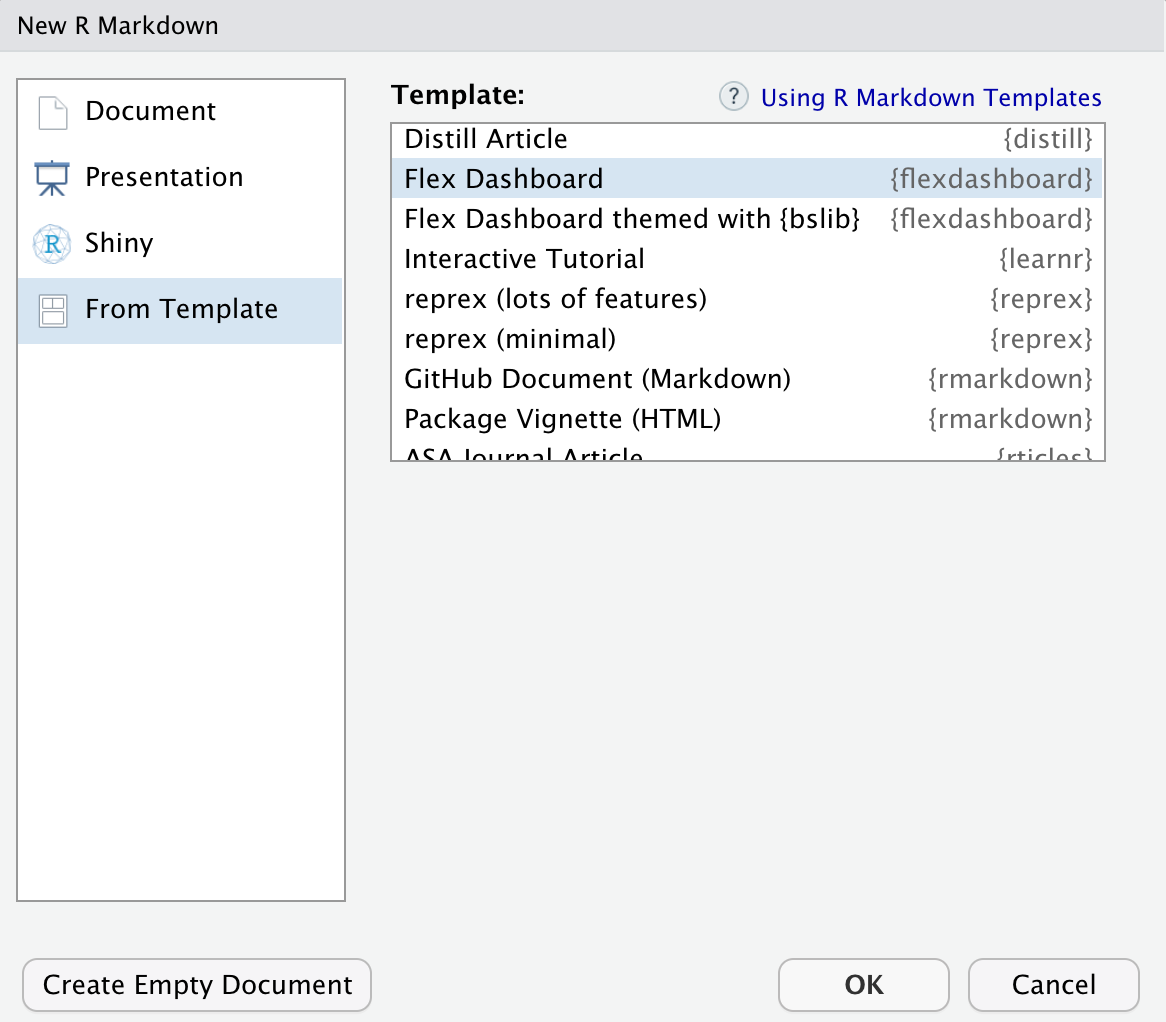 New R Markdown
Document
Presentation
R Shiny
From Template
Template:
? Using R Markdown Templates
Distill Article {distill}
Flex Dashboard {flexdashboard}
Flex Dashboard themed with {bslib} {flexdashboard}
Interactive Tutorial {learnr}
reprex (lots of features) {reprex}
reprex (minimal) {reprex}
GitHub Document (Markdown) {rmarkdown}
Package Vignette (HTML) {rmarkdown}
ASA Journal Article {rticles}
Create Empty Document
OK
Cancel